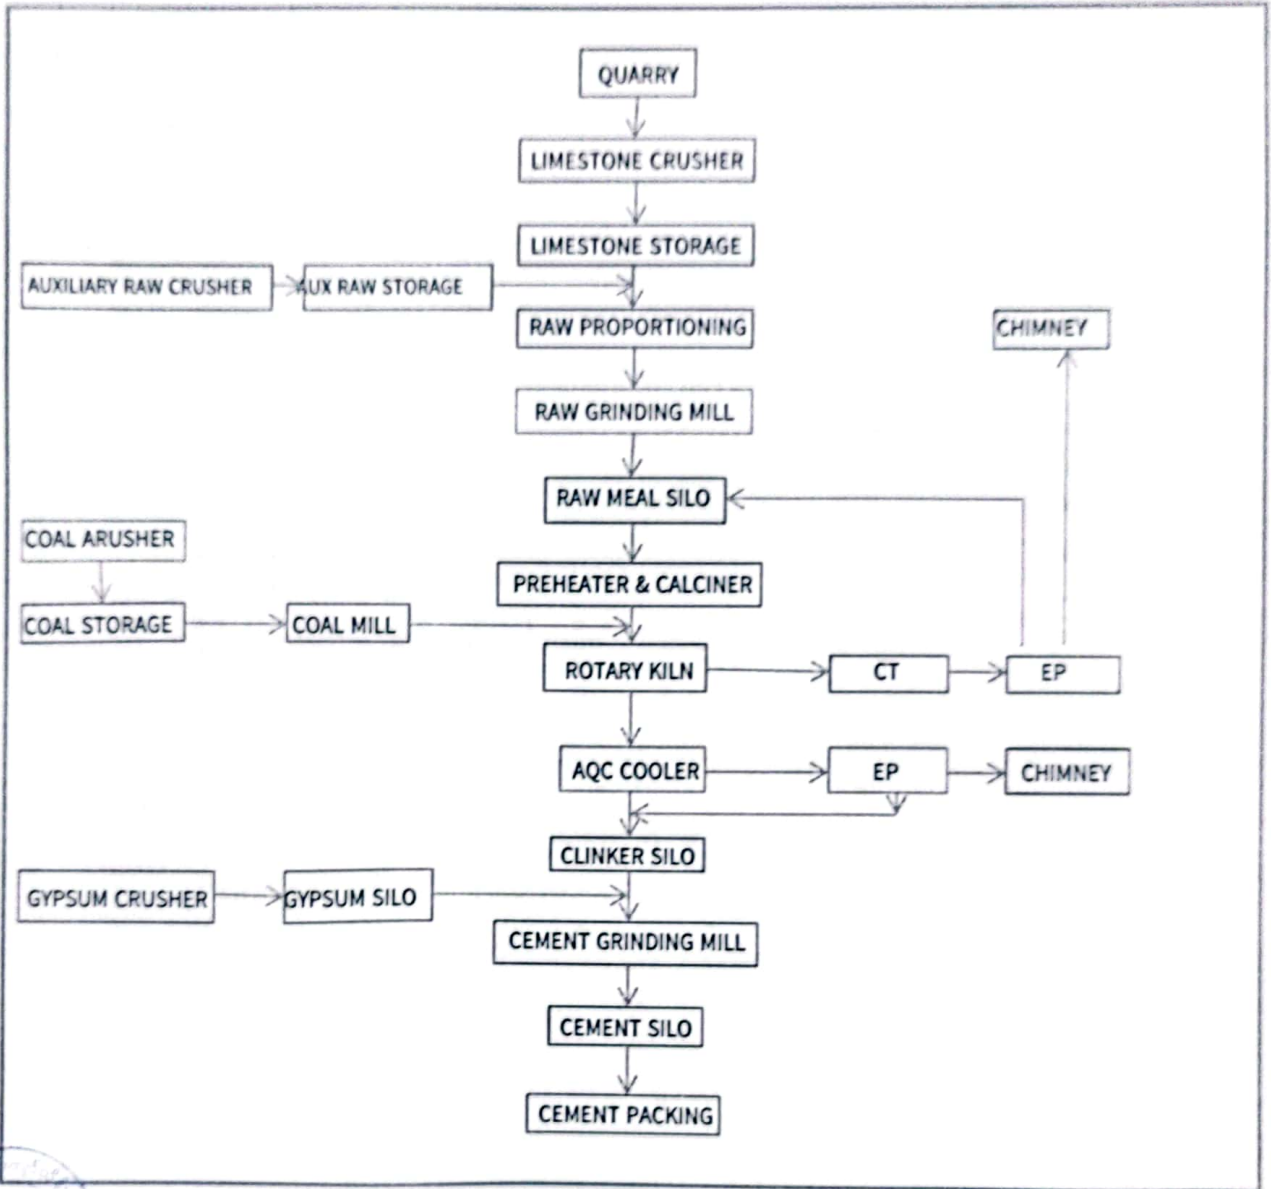 QUARRY
LIMESTONE CRUSHER
LIMESTONE STORAGE
AUXILIARY RAW CRUSHER
AUX RAW STORAGE
RAW PROPORTIONING
CHIMNEY
RAW GRINDING MILL
RAW MEAL SILO
COAL ARUSHER
PREHEATER & CALCINER
COAL STORAGE
COAL MILL
ROTARY KILN
CT
EP
AQC COOLER
EP
CHIMNEY
CLINKER SILO
GYPSUM CRUSHER
GYPSUM SILO
CEMENT GRINDING MILL
CEMENT SILO
CEMENT PACKING